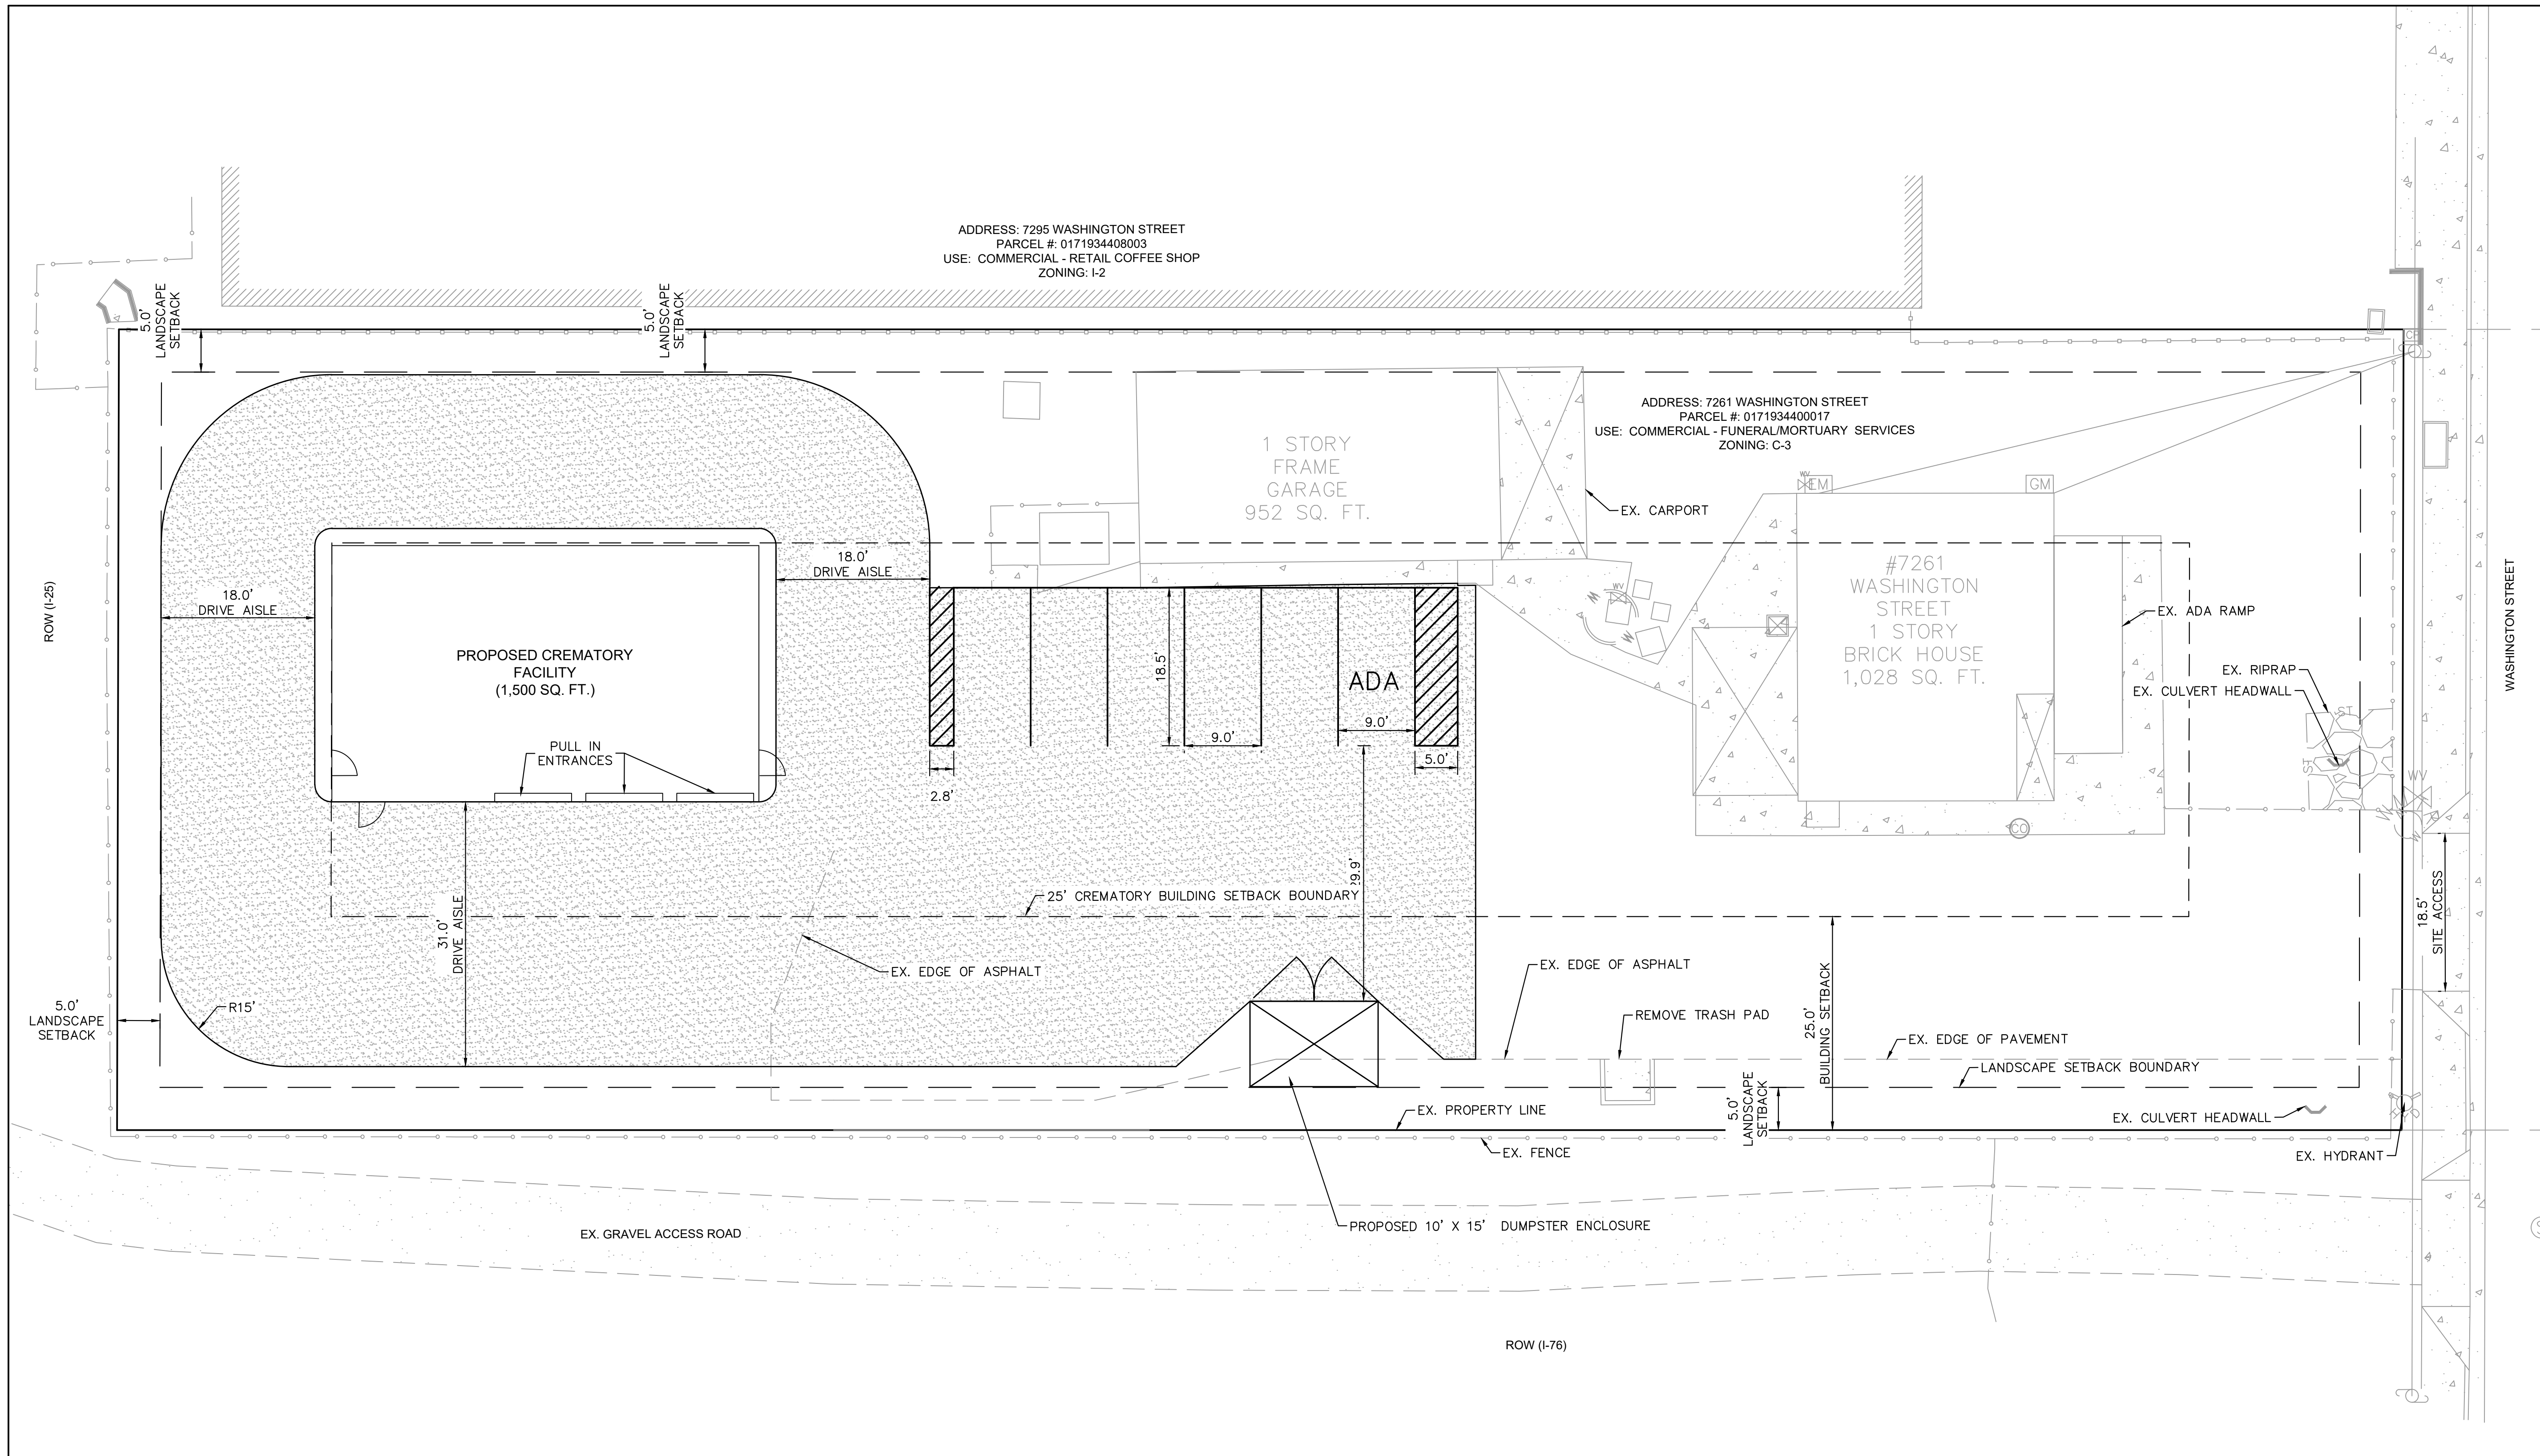 ADDRESS: 7295 WASHINGTON STREET
PARCEL #: 0171934408003
USE: COMMERCIAL - RETAIL COFFEE SHOP
ZONING: I-2
5.0'
LANDSCAPE
SETBACK
5.0'
LANDSCAPE
SETBACK
ADDRESS: 7261 WASHINGTON STREET
PARCEL #: 0171934400017
USE: COMMERCIAL - FUNERAL/MORTUARY SERVICES
ZONING: C-3
1 STORY
FRAME
GARAGE
952 SQ. FT.
EX. CARPORT
WV
EM
GM
#7261
WASHINGTON
STREET
1 STORY
BRICK HOUSE
1,028 SQ. FT.
EX. ADA RAMP
EX. RIPRAP
EX. CULVERT HEADWALL
ST
ST
WV
W
W
WV
CO
WASHINGTON STREET
ROW (I-25)
18.0'
DRIVE AISLE
18.0'
DRIVE AISLE
PROPOSED CREMATORY
FACILITY
(1,500 SQ. FT.)
PULL IN
ENTRANCES
18.5'
ADA
9.0'
9.0'
5.0'
2.8'
25' CREMATORY BUILDING SETBACK BOUNDARY
31.0'
DRIVE AISLE
EX. EDGE OF ASPHALT
EX. EDGE OF ASPHALT
18.5'
SITE ACCESS
5.0'
LANDSCAPE
SETBACK
R15'
REMOVE TRASH PAD
25.0'
BUILDING SETBACK
EX. EDGE OF PAVEMENT
LANDSCAPE SETBACK BOUNDARY
5.0'
LANDSCAPE
SETBACK
EX. PROPERTY LINE
EX. CULVERT HEADWALL
EX. FENCE
EX. HYDRANT
PROPOSED 10' X 15' DUMPSTER ENCLOSURE
EX. GRAVEL ACCESS ROAD
ROW (I-76)